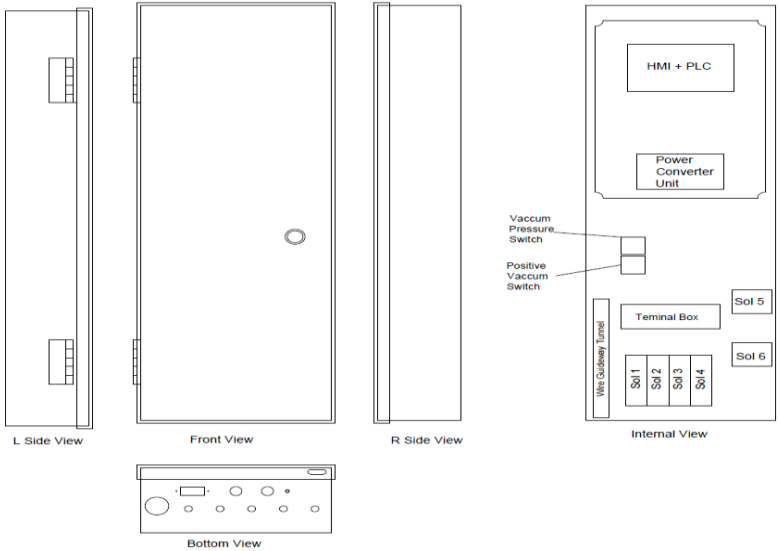 HMI + PLC
Power
Converter
Unit
Vaccum
Pressure
Switch
Positive
Vaccum
Switch
Sol 5
Teminal Box
Wire Guideway Tunnel
Sol 6
Sol 1
Sol 2
Sol 3
Sol 4
L Side View
Front View
R Side View
Internal View
Bottom View